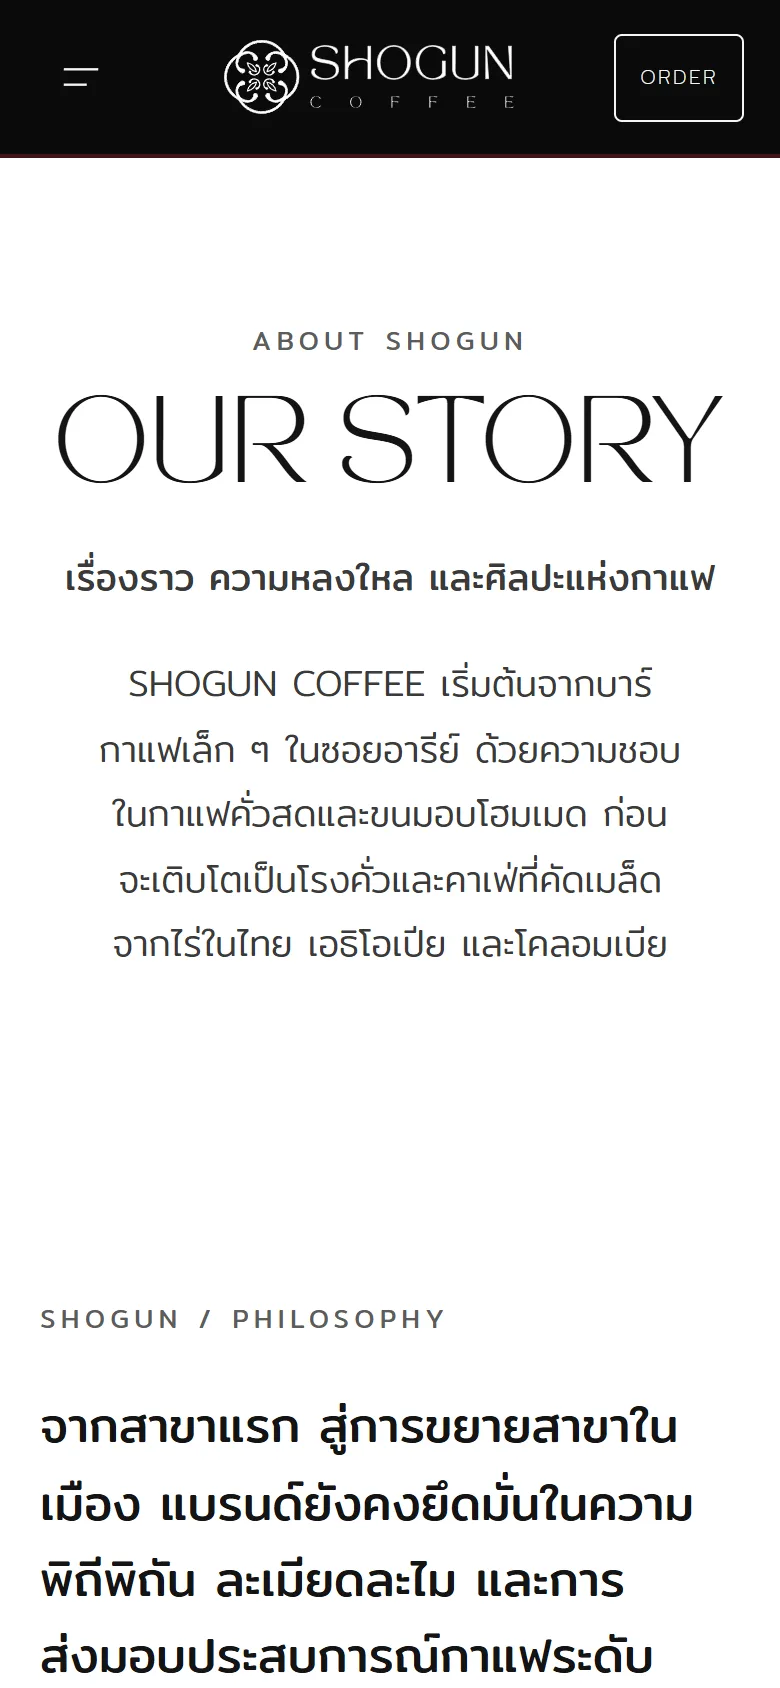 SHOGUN
COFFEE
ORDER
ABOUT SHOGUN
OUR STORY
เรื่องราว ความหลงใหล และศิลปะแห่งกาแฟ
SHOGUN COFFEE เริ่มต้นจากบาร์
กาแฟเล็ก ๆ ในซอยอารีย์ ด้วยความชอบ
ในกาแฟคั่วสดและขนมอบโฮมเมด ก่อน
จะเติบโตเป็นโรงคั่วและคาเฟ่ที่คัดเมล็ด
จากไร่ในไทย เอธิโอเปีย และโคลอมเบีย
SHOGUN / PHILOSOPHY
จากสาขาแรก สู่การขยายสาขาใน
เมือง แบรนด์ยังคงยึดมั่นในความ
พิถีพิถัน ละเมียดละไม และการ
ส่งมอบประสบการณ์กาแฟระดับ